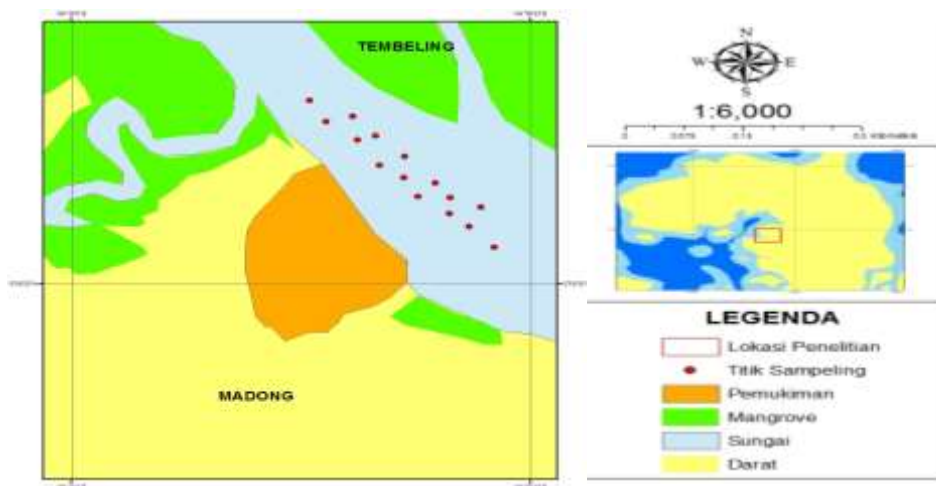 TEMBELING
MADONG
N
W E
S
1:6,000
LEGENDA
Lokasi Penelitian
Titik Sampeling
Pemukiman
Mangrove
Sungai
Darat